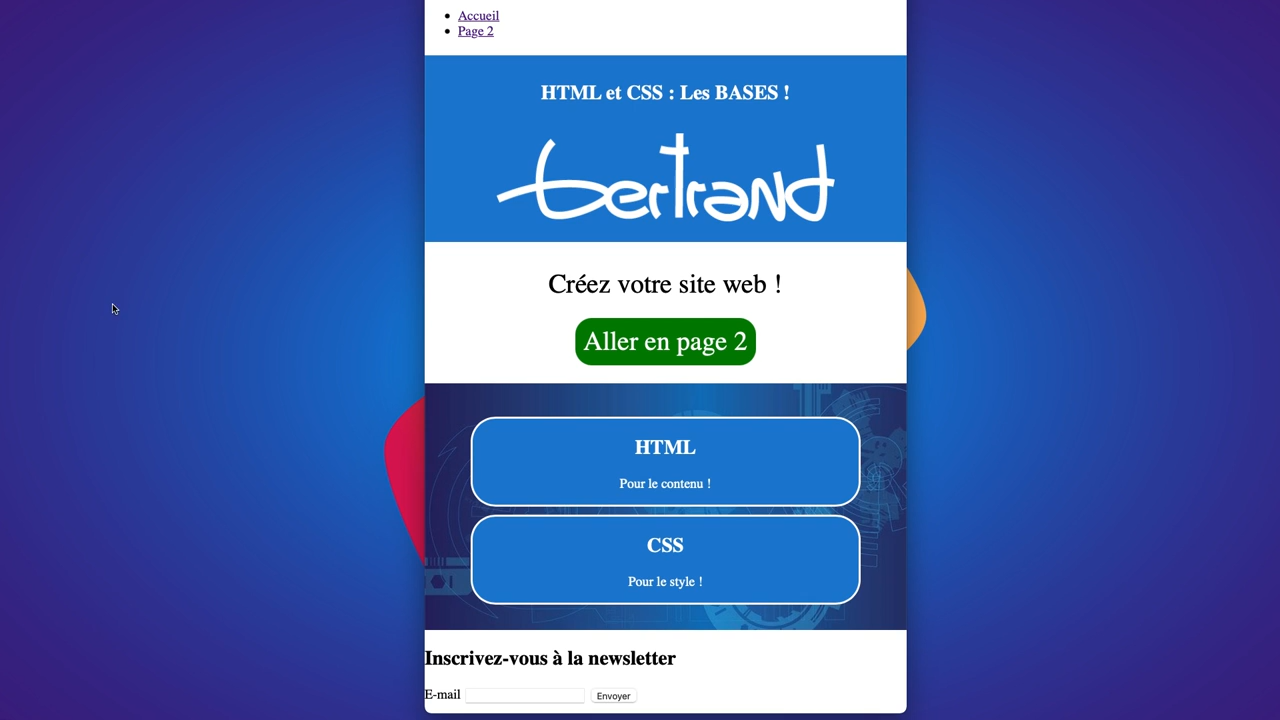 Accueil
Page 2
HTML et CSS : Les BASES !
bertrand
Créez votre site web !
Aller en page 2
HTML
Pour le contenu !
CSS
Pour le style !
Inscrivez-vous à la newsletter
E-mail Envoyer